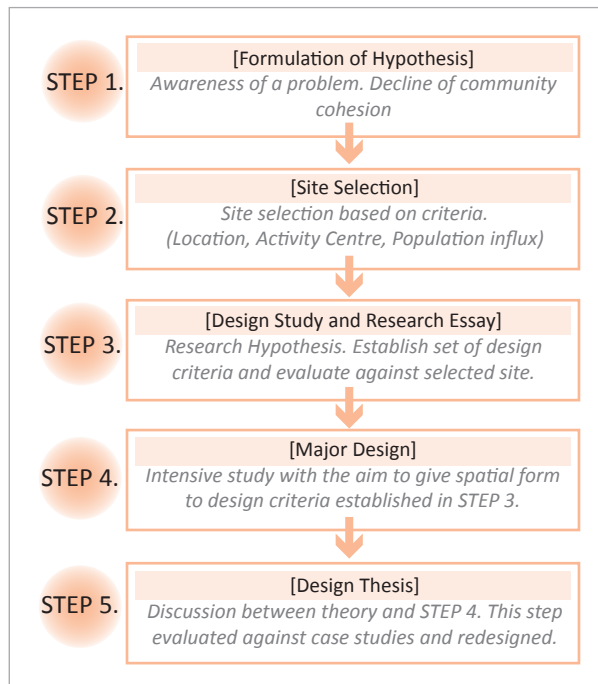 [Formulation of Hypothesis]
STEP 1.
Awareness of a problem. Decline of community
cohesion
[Site Selection]
STEP 2.
Site selection based on criteria.
(Location, Activity Centre, Population influx)
[Design Study and Research Essay]
STEP 3.
Research Hypothesis. Establish set of design
criteria and evaluate against selected site.
[Major Design]
STEP 4.
Intensive study with the aim to give spatial form
to design criteria established in STEP 3.
[Design Thesis]
STEP 5.
Discussion between theory and STEP 4. This step
evaluated against case studies and redesigned.